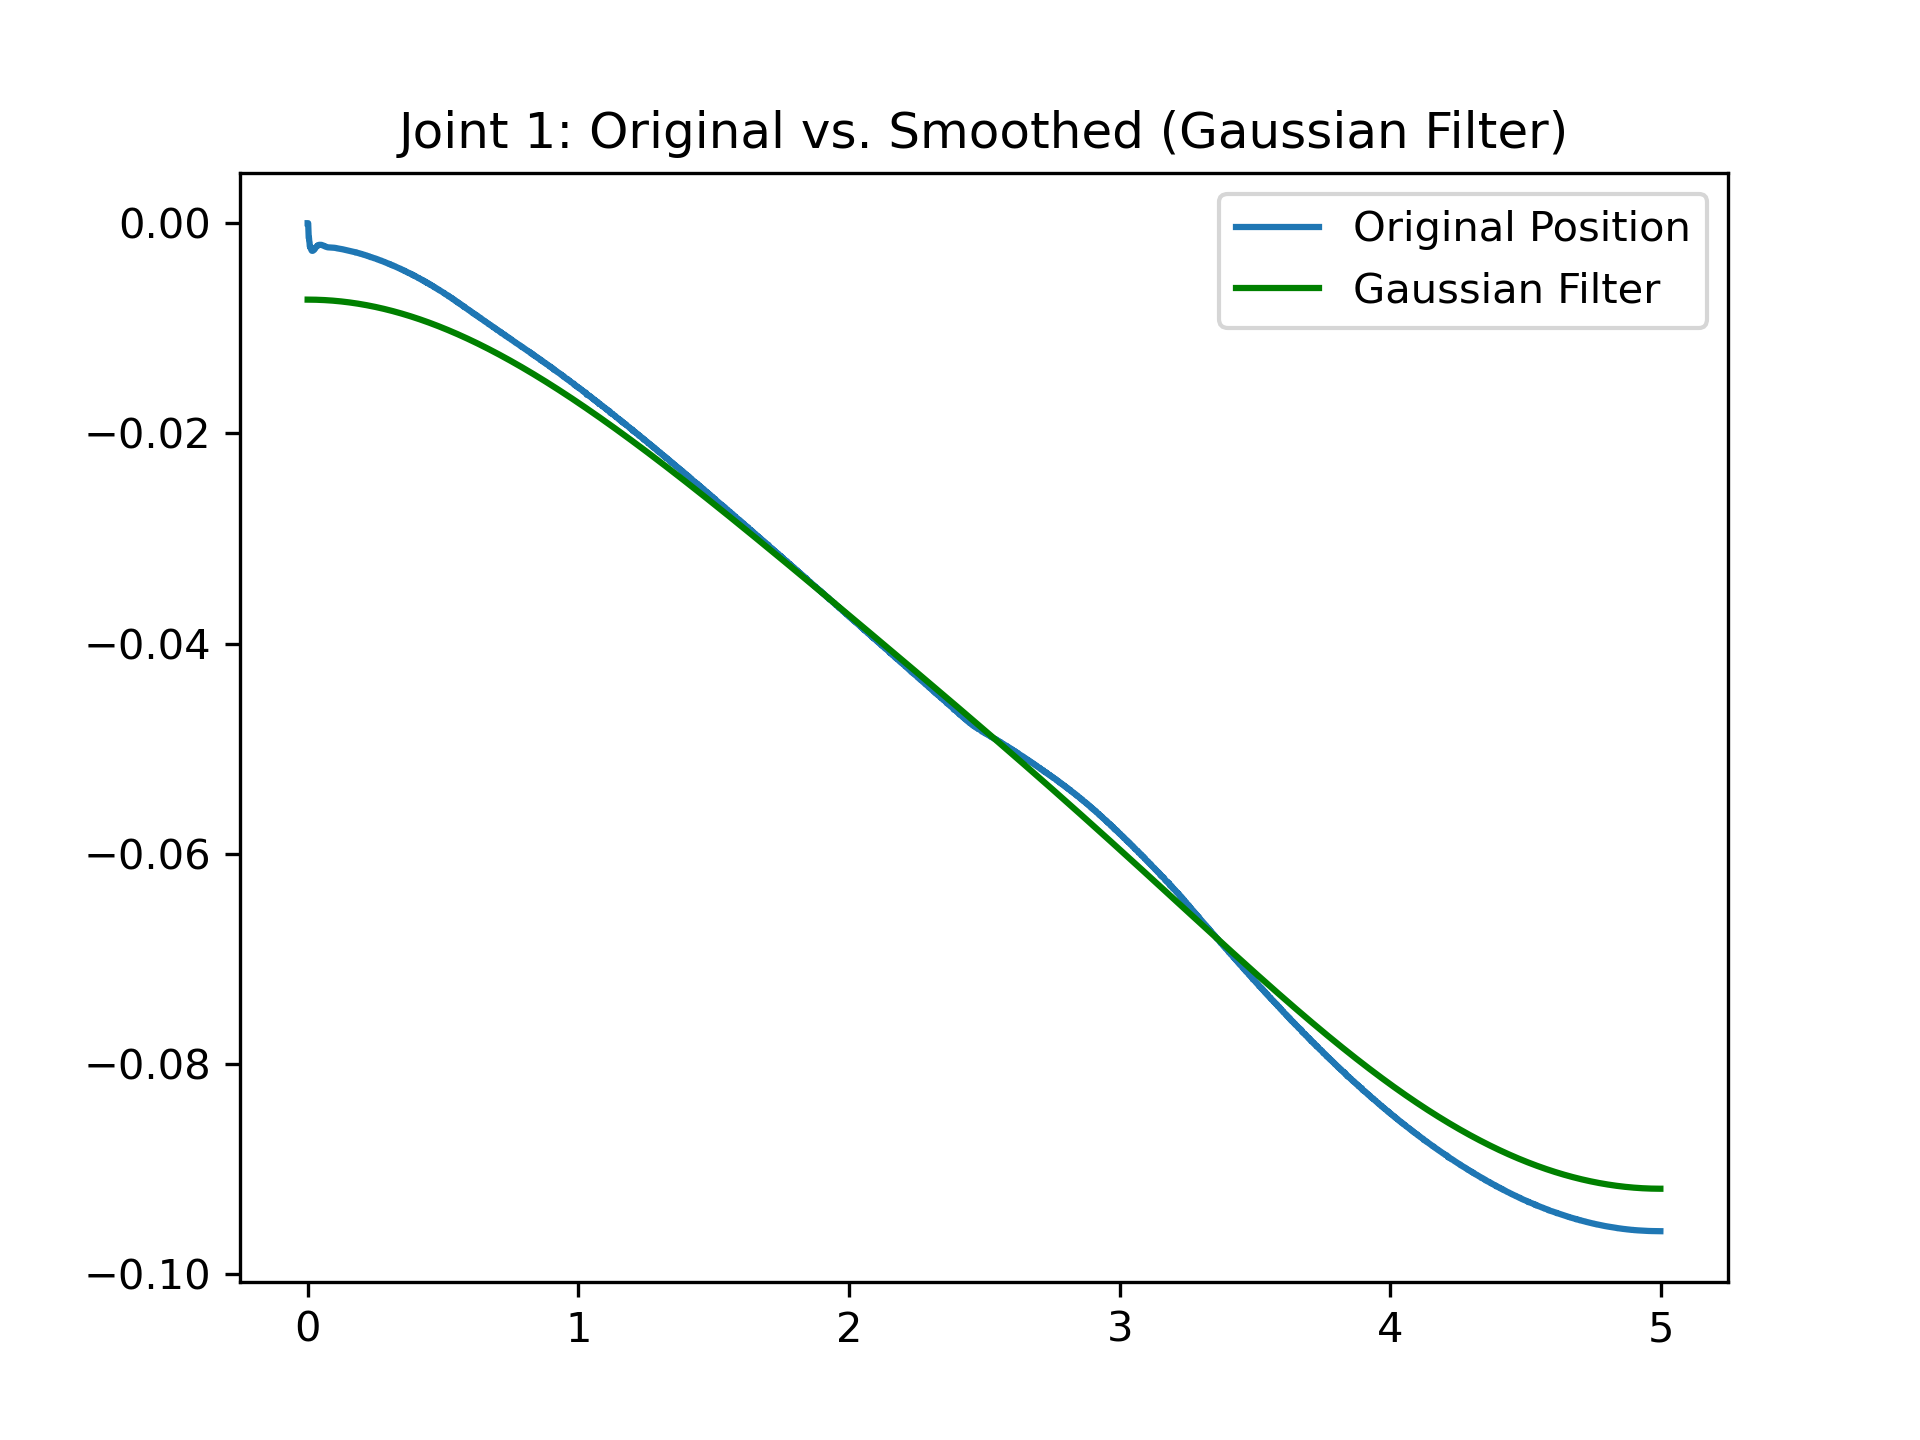 Joint 1: Original vs. Smoothed (Gaussian Filter)
Original Position
Gaussian Filter
0.00
−0.02
−0.04
−0.06
−0.08
−0.10
0 1 2 3 4 5